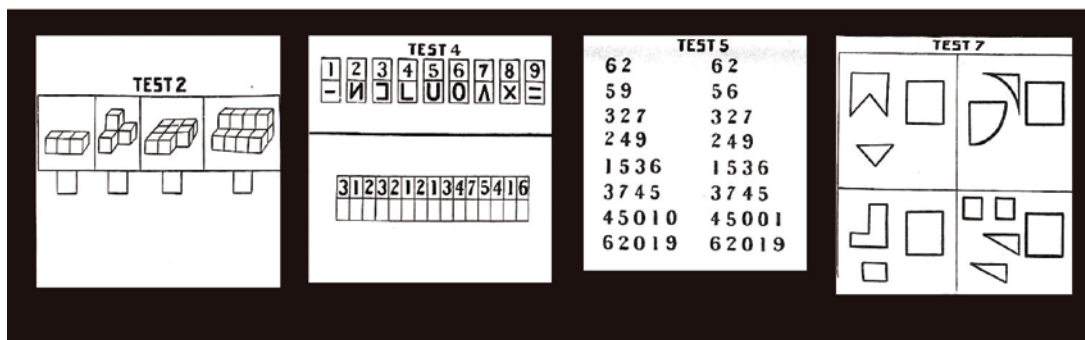 TEST 2
TEST 4
1 2 3 4 5 6 7 8 9
- И コ L U O Λ X =
3 1 2 3 2 1 2 1 3 4 7 5 4 1 6
TEST 5
62 62
59 56
327 327
249 249
1536 1536
3745 3745
45010 45001
62019 62019
TEST 7